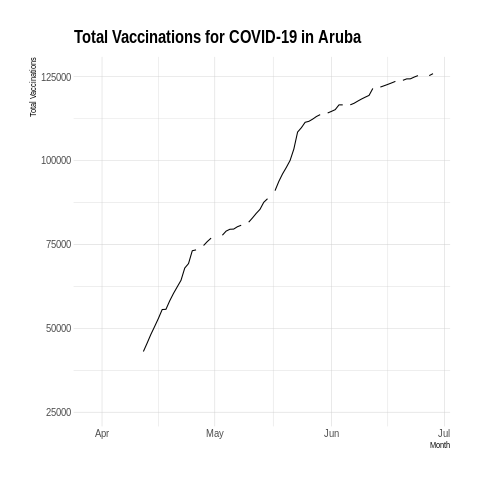 Total Vaccinations for COVID-19 in Aruba
Total Vaccinations
125000
100000
75000
50000
25000
Apr May Jun Jul
Month